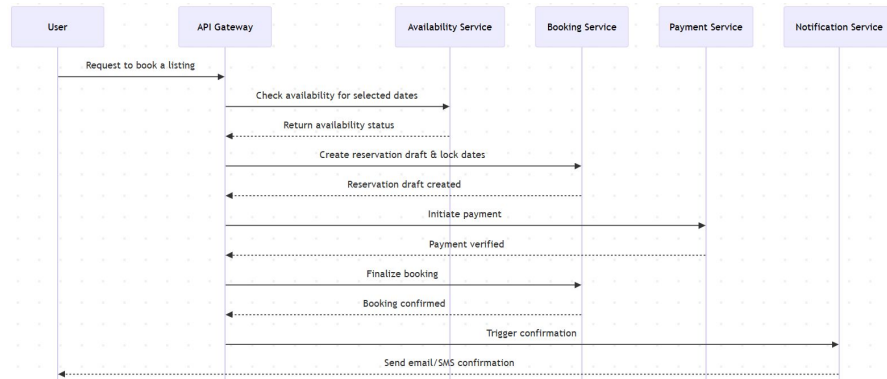 User
API Gateway
Availability Service
Booking Service
Payment Service
Notification Service
Request to book a listing
Check availability for selected dates
Return availability status
Create reservation draft & lock dates
Reservation draft created
Initiate payment
Payment verified
Finalize booking
Booking confirmed
Trigger confirmation
Send email/SMS confirmation